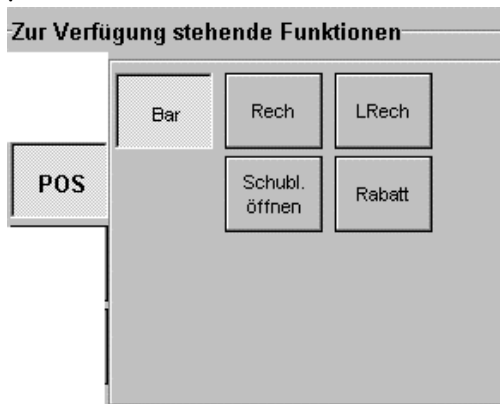 Zur Verfügung stehende Funktionen
Bar
Rech
LRech
POS
Schubl.
öffnen
Rabatt